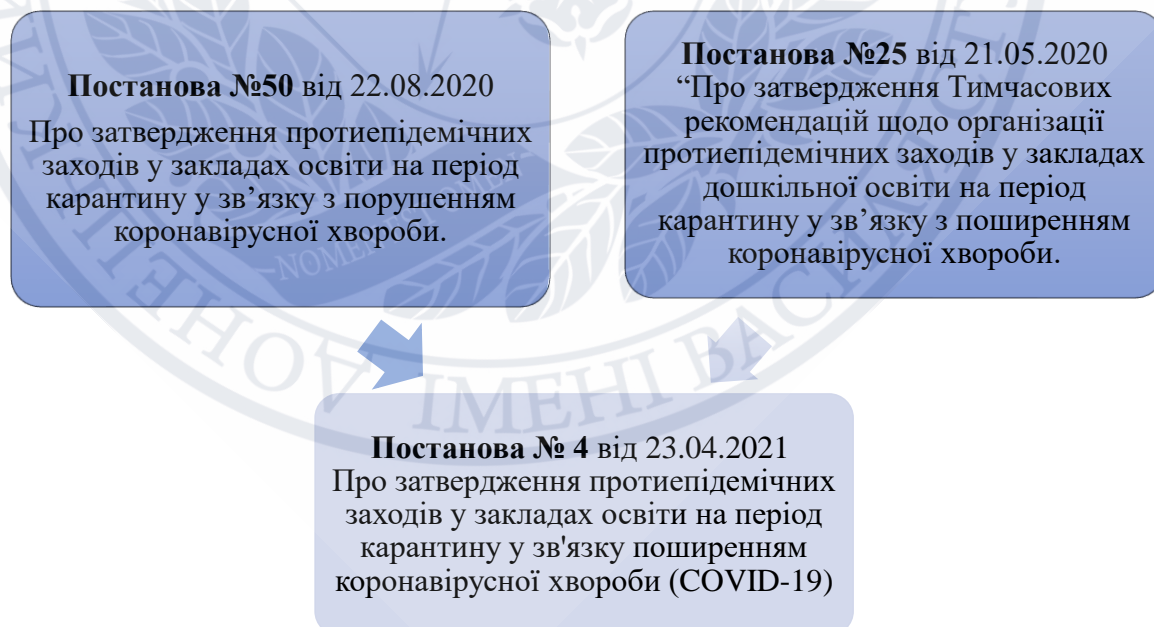 Постанова №50 від 22.08.2020
Про затвердження протиепідемічних
заходів у закладах освіти на період
карантину у зв’язку з порушенням
коронавірусної хвороби.
Постанова №25 від 21.05.2020
“Про затвердження Тимчасових
рекомендацій щодо організації
протиепідемічних заходів у закладах
дошкільної освіти на період
карантину у зв’язку з поширенням
коронавірусної хвороби.
Постанова № 4 від 23.04.2021
Про затвердження протиепідемічних
заходів у закладах освіти на період
карантину у зв'язку поширенням
коронавірусної хвороби (COVID-19)
ІМЕНІ